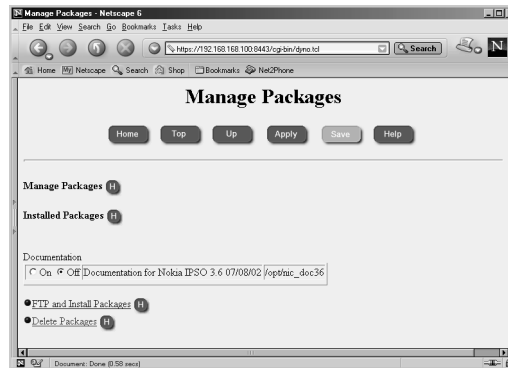 Manage Packages - Netscape 6
File Edit View Search Go Bookmarks Tasks Help
https://192.168.168.100:8443/cgi-bin/dyno.tcl Search N
Home My Netscape Search Shop Bookmarks Net2Phone
Manage Packages
Home Top Up Apply Save Help
Manage Packages H
Installed Packages H
Documentation
On Off Documentation for Nokia IPSO 3.6 07/08/02 /opt/nic_doc36
FTP and Install Packages H
Delete Packages H
Document: Done (0.58 secs)